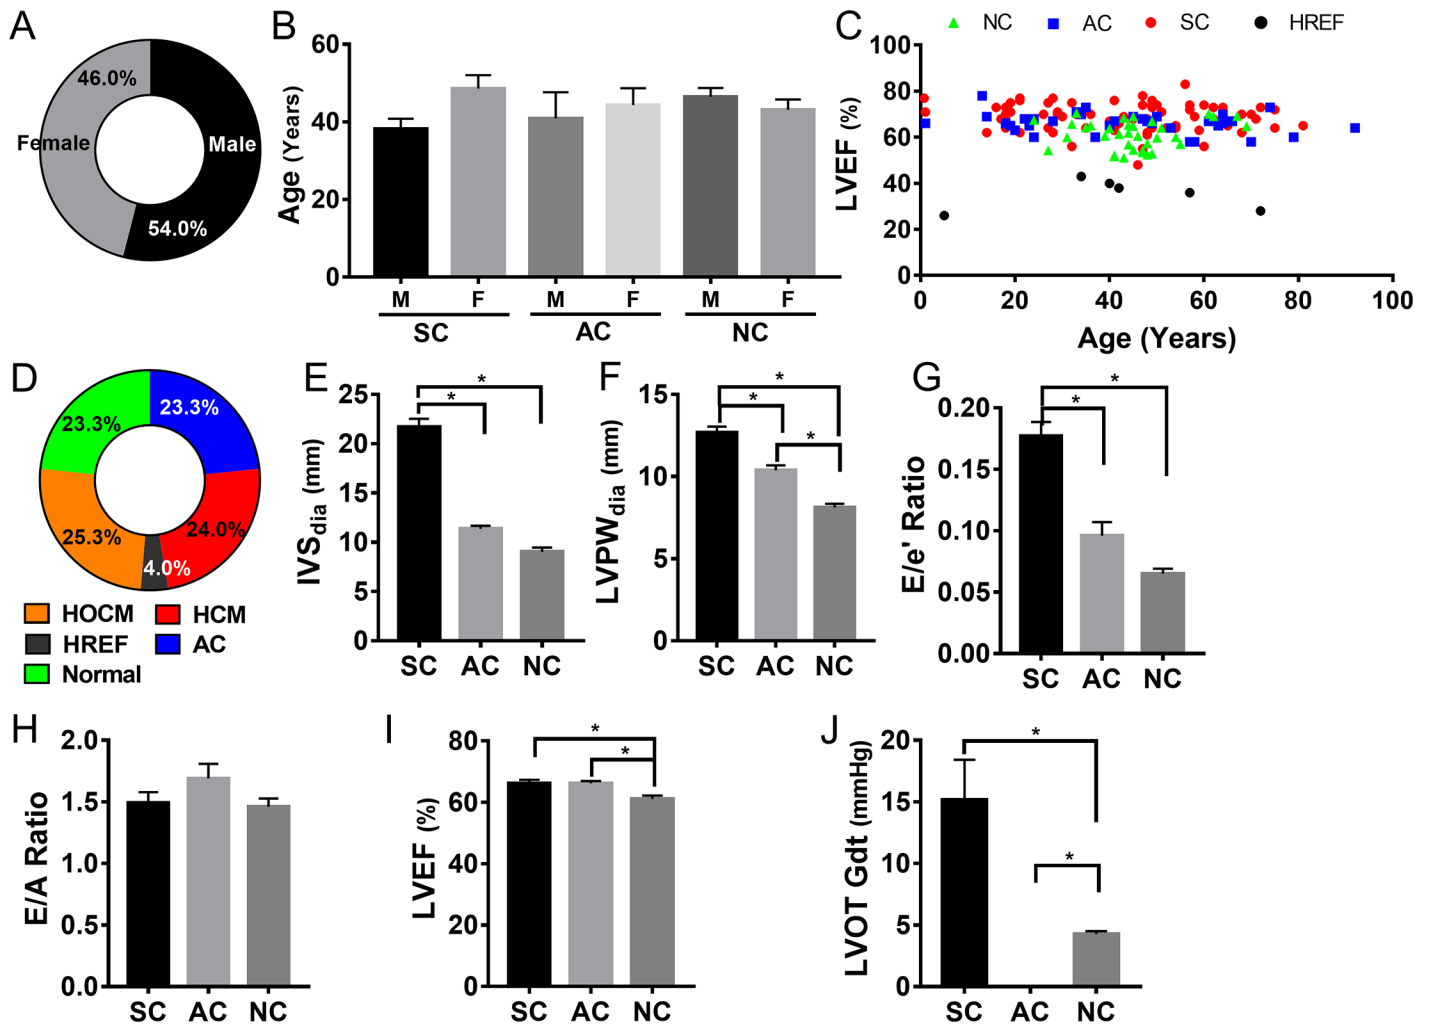 A
46.0%
Female
Male
54.0%
B
Age (Years)
60
40
20
0
M F M F M F
SC AC NC
C
NC AC SC HREF
LVEF (%)
100
80
60
40
20
0
0 20 40 60 80 100
Age (Years)
D
23.3%
23.3%
25.3%
24.0%
4.0%
HOCM HCM
HREF AC
Normal
E
IVSdia (mm)
25
20
15
10
5
0
*
*
SC AC NC
F
LVPWdia (mm)
15
10
5
0
*
*
*
SC AC NC
G
E/e' Ratio
0.20
0.15
0.10
0.05
0.00
*
*
SC AC NC
H
E/A Ratio
2.0
1.5
1.0
0.5
0.0
SC AC NC
I
LVEF (%)
80
60
40
20
0
*
*
SC AC NC
J
LVOT Gdt (mmHg)
20
15
10
5
0
*
*
SC AC NC